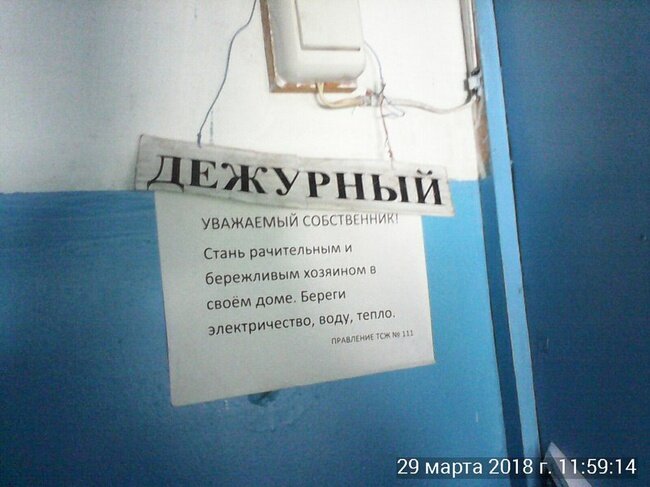 ДЕЖУРНЫЙ
УВАЖАЕМЫЙ СОБСТВЕННИК!
Стань рачительным и
бережливым хозяином в
своём доме. Береги
электричество, воду, тепло.
ПРАВЛЕНИЕ ТСЖ № 111
29 марта 2018 г. 11:59:14